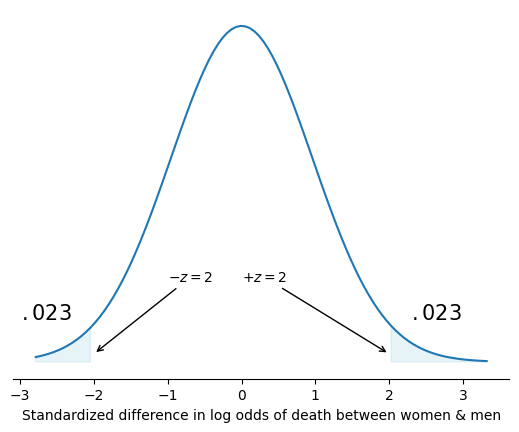 −z = 2 +z = 2
.023 .023
−3 −2 −1 0 1 2 3
Standardized difference in log odds of death between women & men